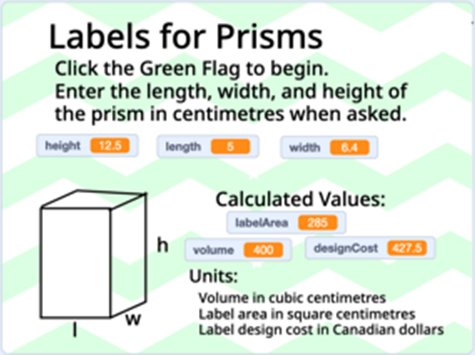 Labels for Prisms
Click the Green Flag to begin.
Enter the length, width, and height of
the prism in centimetres when asked.
height 12.5 length 5 width 6.4
Calculated Values:
labelArea 285
volume 400 designCost 427.5
h
Units:
Volume in cubic centimetres
Label area in square centimetres
Label design cost in Canadian dollars
l w